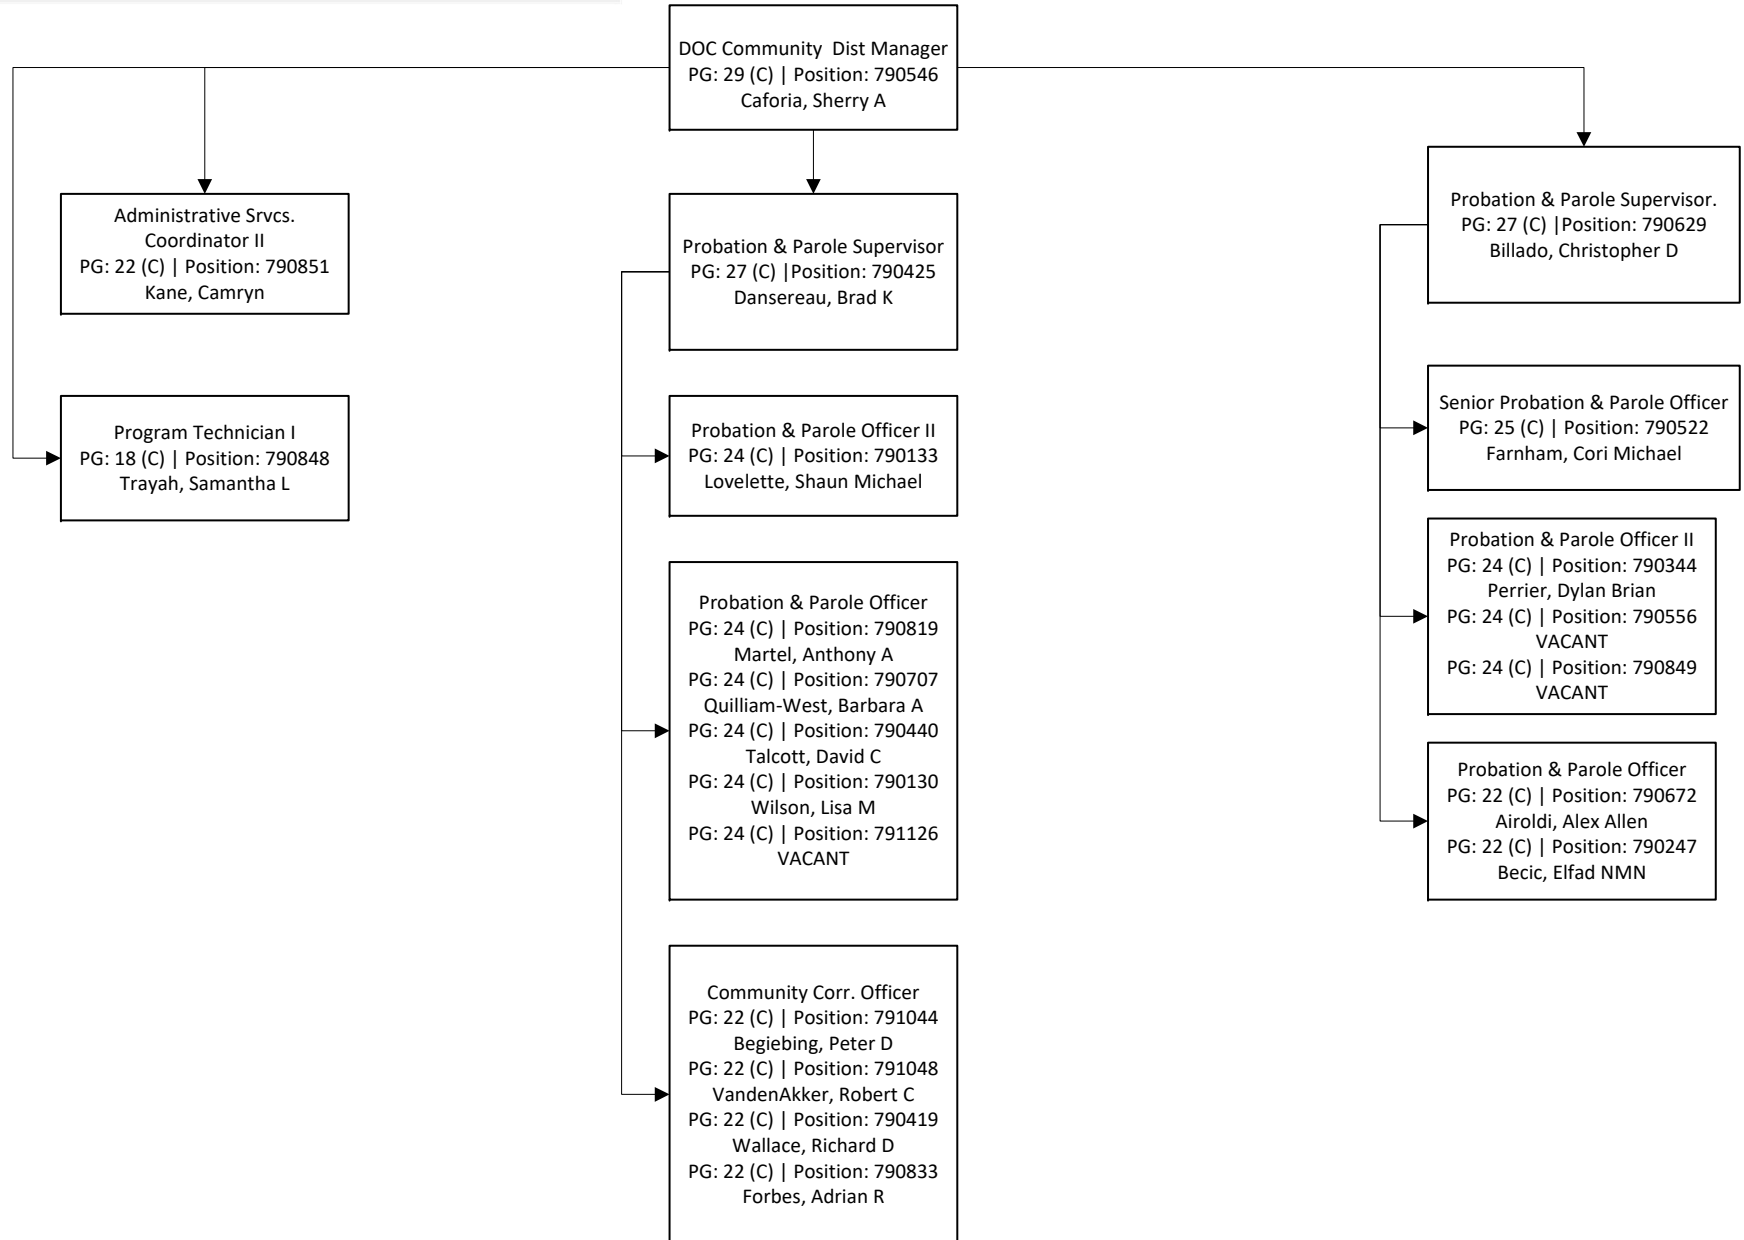 DOC Community  Dist Manager
PG: 29 (C) | Position: 790546
Caforia, Sherry A
Administrative Srvcs.
Coordinator II
PG: 22 (C) | Position: 790851
Kane, Camryn
Program Technician I
PG: 18 (C) | Position: 790848
Trayah, Samantha L
Probation & Parole Supervisor
PG: 27 (C) |Position: 790425
Dansereau, Brad K
Probation & Parole Officer II
PG: 24 (C) | Position: 790133
Lovelette, Shaun Michael
Probation & Parole Officer
PG: 24 (C) | Position: 790819
Martel, Anthony A
PG: 24 (C) | Position: 790707
Quilliam-West, Barbara A
PG: 24 (C) | Position: 790440
Talcott, David C
PG: 24 (C) | Position: 790130
Wilson, Lisa M
PG: 24 (C) | Position: 791126
VACANT
Community Corr. Officer
PG: 22 (C) | Position: 791044
Begiebing, Peter D
PG: 22 (C) | Position: 791048
VandenAkker, Robert C
PG: 22 (C) | Position: 790419
Wallace, Richard D
PG: 22 (C) | Position: 790833
Forbes, Adrian R
Probation & Parole Supervisor.
PG: 27 (C) |Position: 790629
Billado, Christopher D
Senior Probation & Parole Officer
PG: 25 (C) | Position: 790522
Farnham, Cori Michael
Probation & Parole Officer II
PG: 24 (C) | Position: 790344
Perrier, Dylan Brian
PG: 24 (C) | Position: 790556
VACANT
PG: 24 (C) | Position: 790849
VACANT
Probation & Parole Officer
PG: 22 (C) | Position: 790672
Airoldi, Alex Allen
PG: 22 (C) | Position: 790247
Becic, Elfad NMN